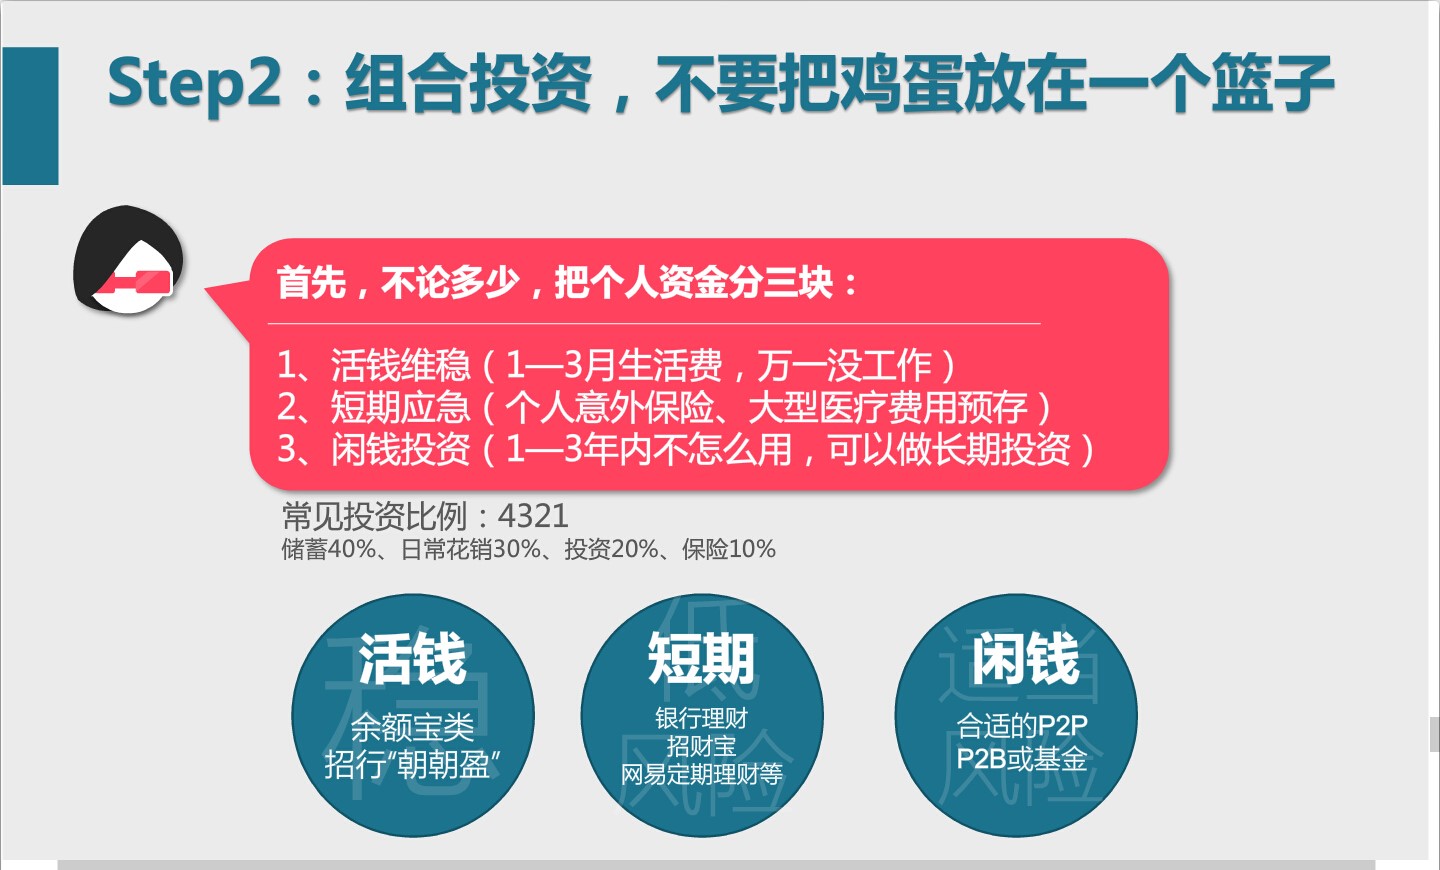 Step2：组合投资，不要把鸡蛋放在一个篮子
首先，不论多少，把个人资金分三块：
1、活钱维稳（1—3月生活费，万一没工作）
2、短期应急（个人意外保险、大型医疗费用预存）
3、闲钱投资（1—3年内不怎么用，可以做长期投资）
常见投资比例：4321
储蓄40%、日常花销30%、投资20%、保险10%
稳
活钱
余额宝类
招行“朝朝盈”
低
风险
短期
银行理财
招财宝
网易定期理财等
适当
风险
闲钱
合适的P2P
P2B或基金